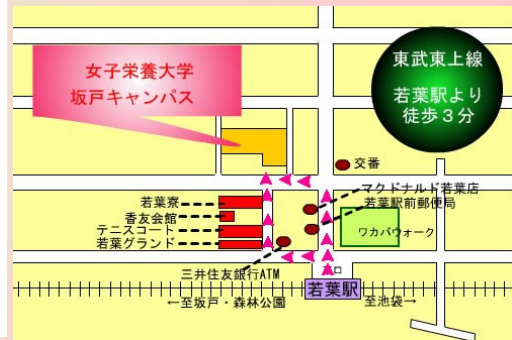 女子栄養大学
坂戸キャンパス
東武東上線
若葉駅より
徒歩3分
交番
マクドナルド若葉店
若葉駅前郵便局
若葉寮
香友会館
テニスコート
若葉グランド
ワカバウォーク
三井住友銀行ATM
若葉駅
←至坂戸・森林公園
至池袋→